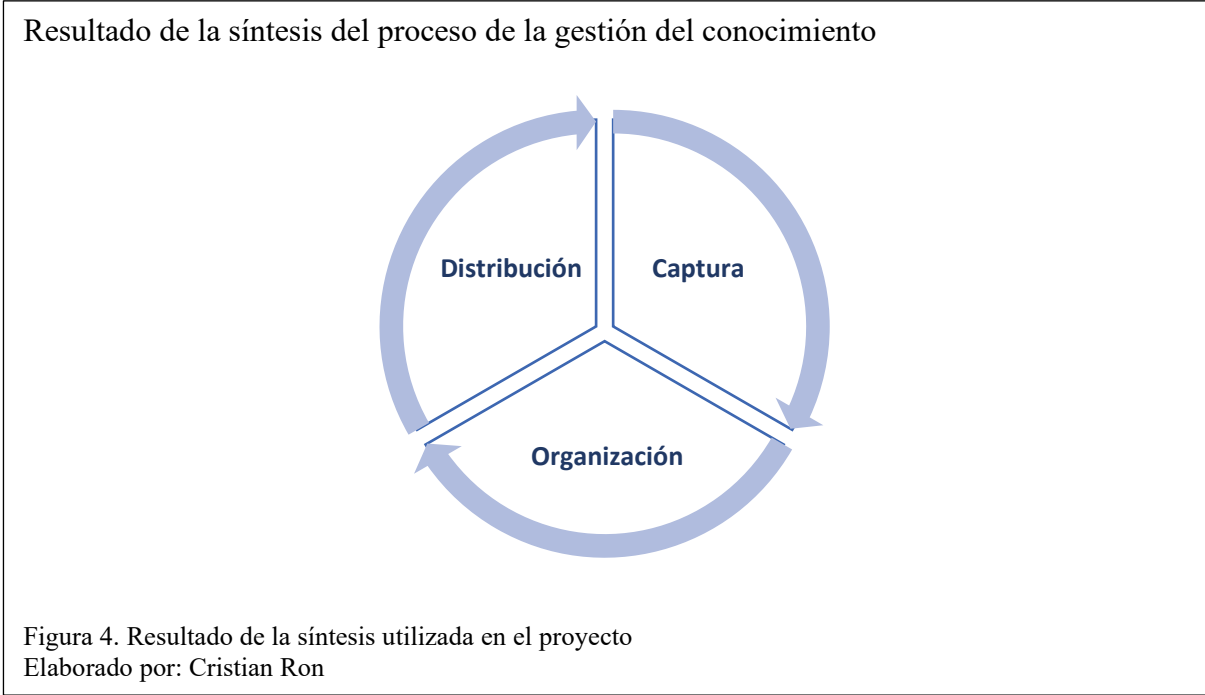 Resultado de la síntesis del proceso de la gestión del conocimiento
Distribución
Captura
Organización
Figura 4. Resultado de la síntesis utilizada en el proyecto
Elaborado por: Cristian Ron